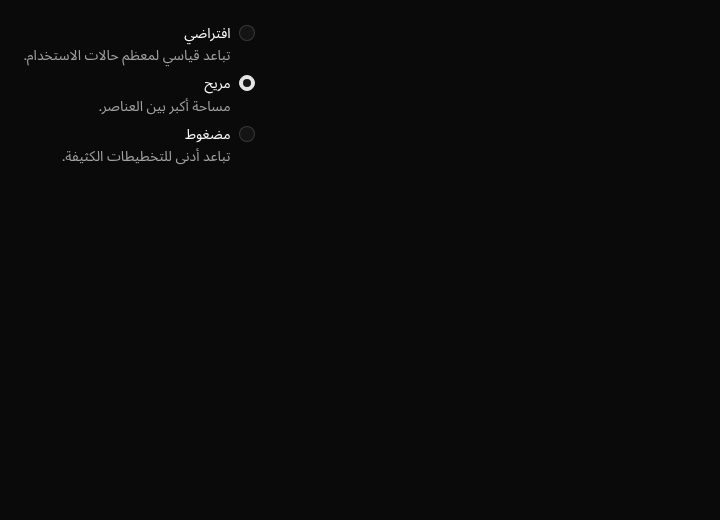 افتراضي
تباعد قياسي لمعظم حالات الاستخدام.
مريح
مساحة أكبر بين العناصر.
مضغوط
تباعد أدنى للتخطيطات الكثيفة.